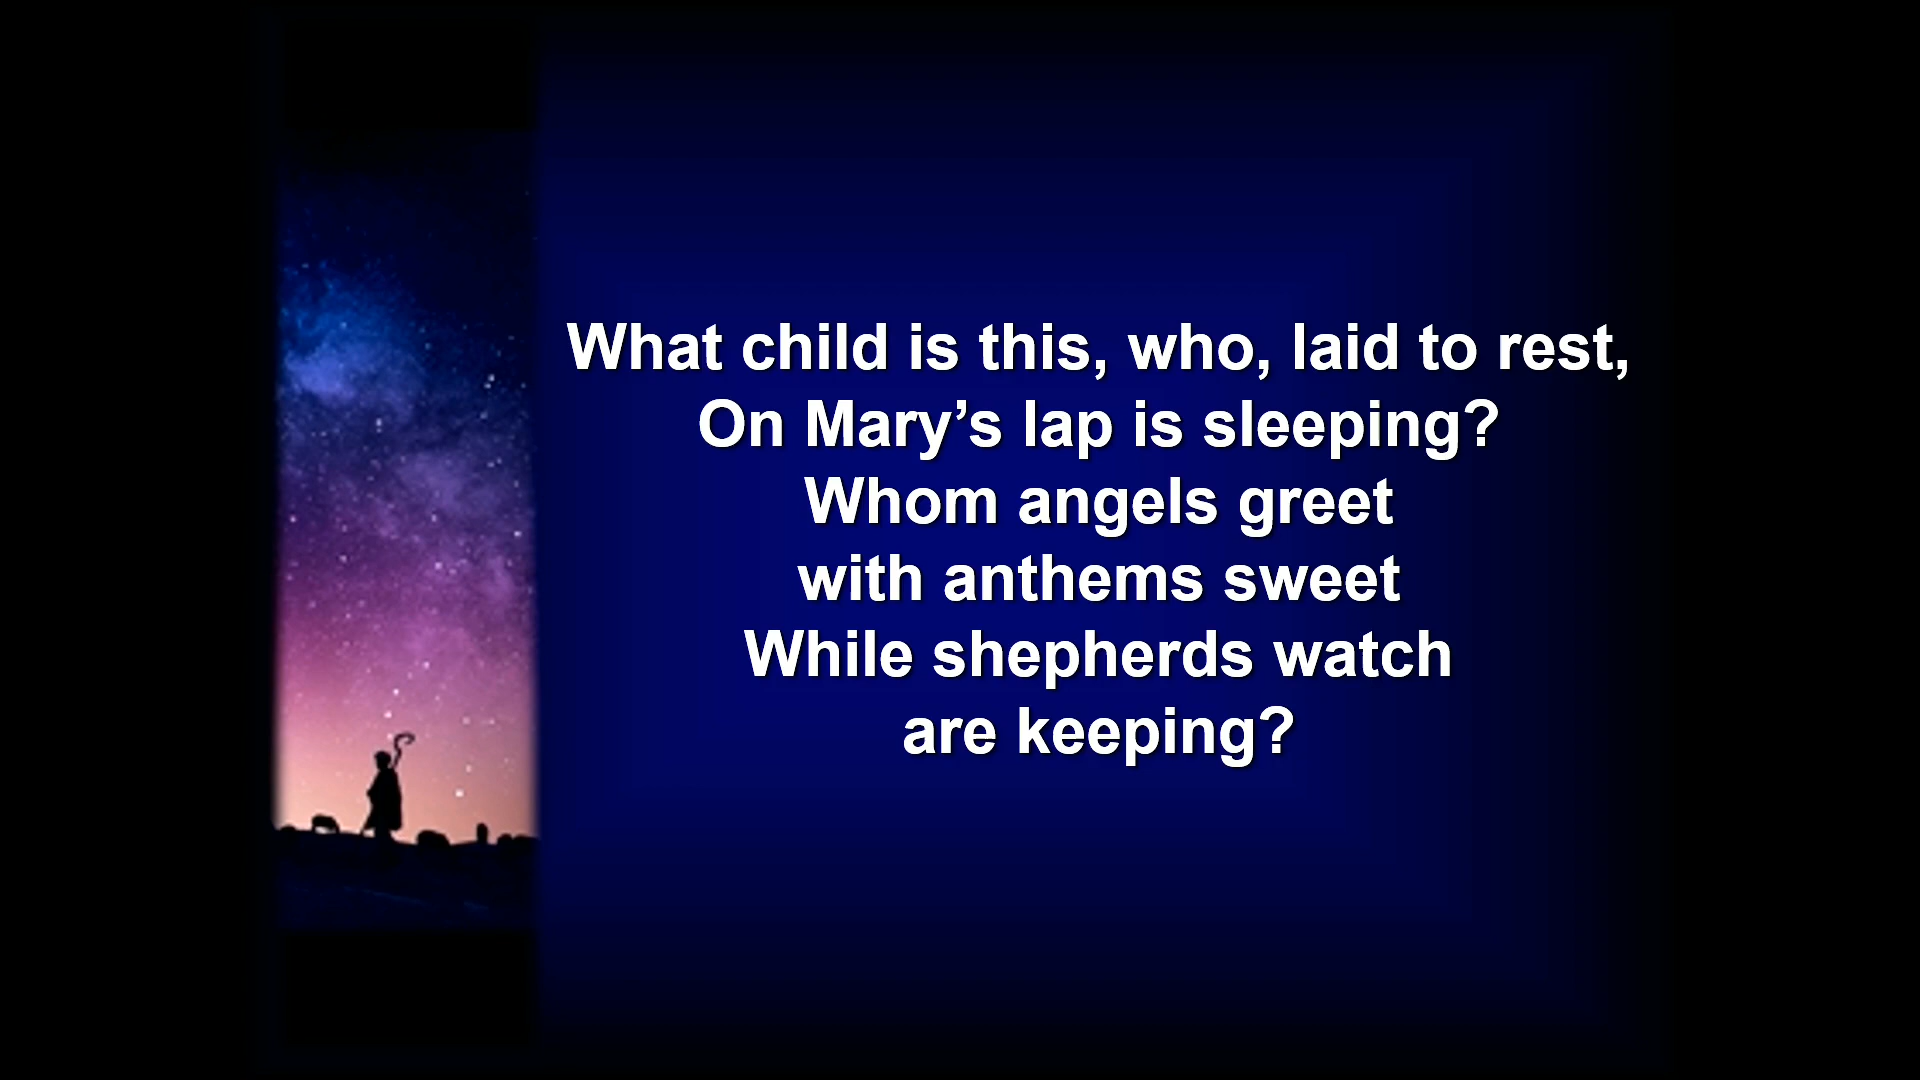 What child is this, who, laid to rest,
On Mary’s lap is sleeping?
Whom angels greet
with anthems sweet
While shepherds watch
are keeping?